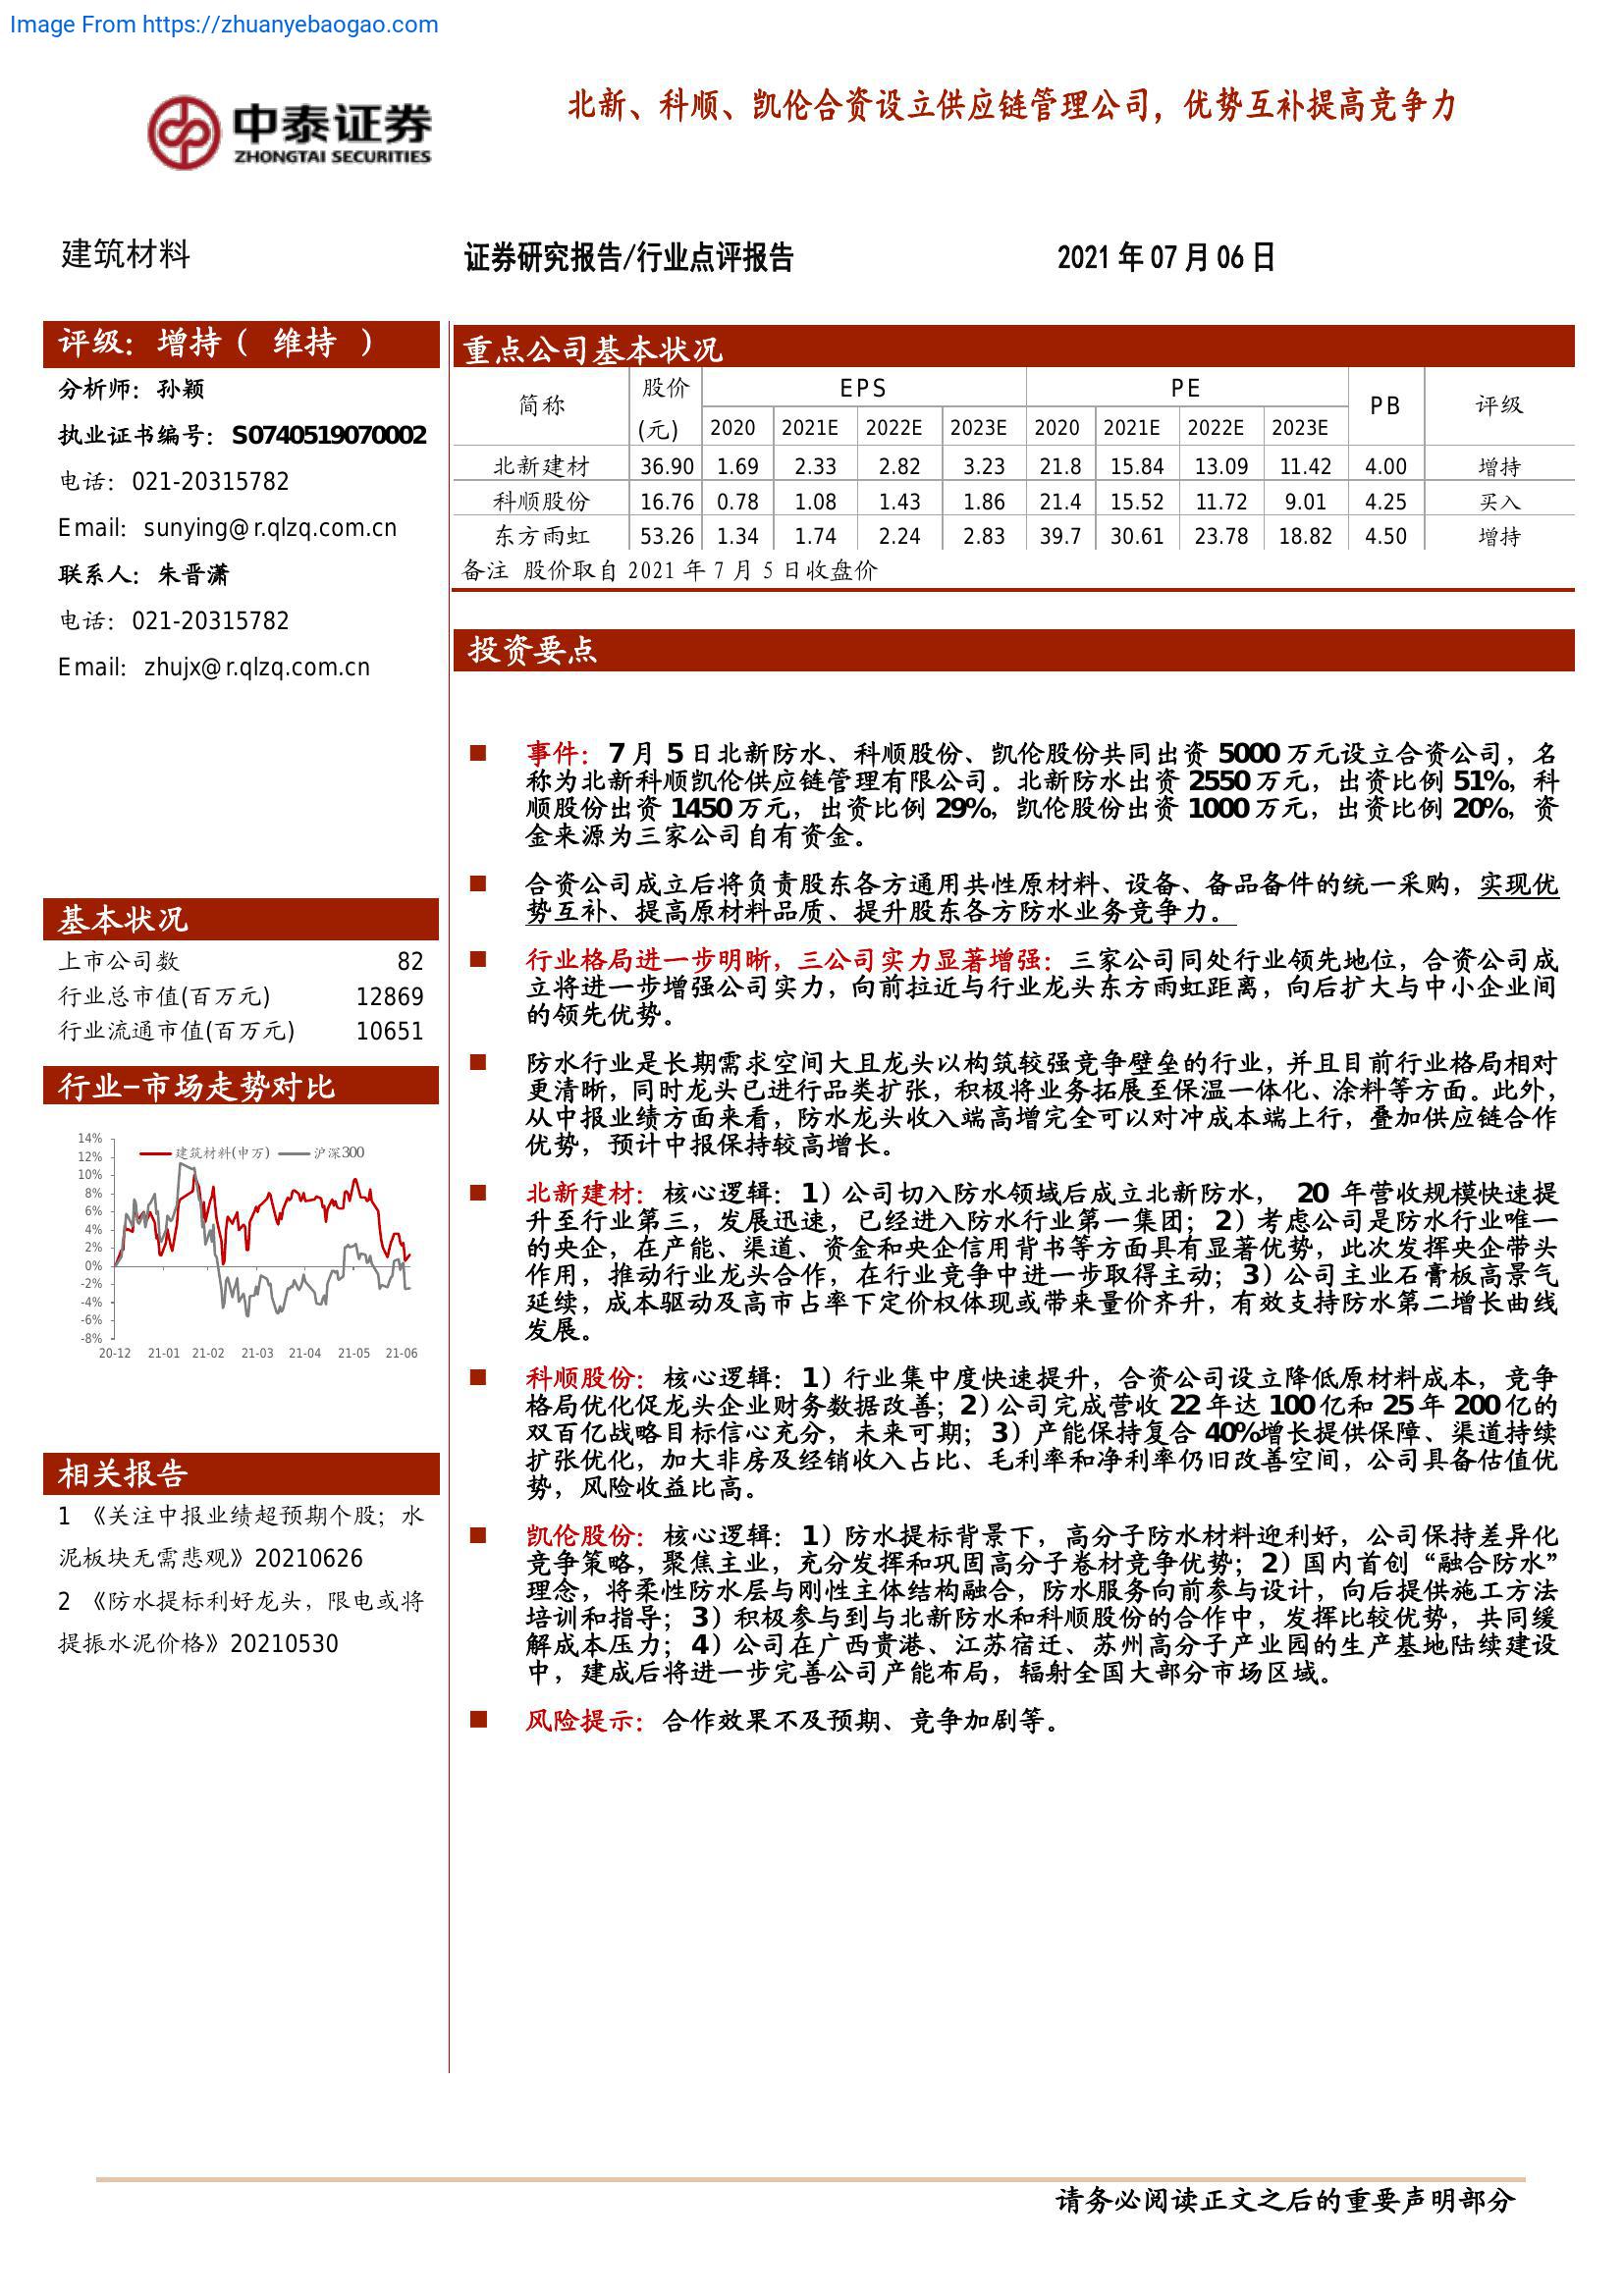 Image From https://zhuanyebaogao.com
中泰证券
ZHONGTAI SECURITIES
北新、科顺、凯伦合资设立供应链管理公司，优势互补提高竞争力
建筑材料
证券研究报告/行业点评报告
2021 年 07 月 06 日
评级：增持（ 维持 ）
分析师：孙颖
执业证书编号：S0740519070002
电话：021-20315782
Email：sunying@r.qlzq.com.cn
联系人：朱晋潇
电话：021-20315782
Email：zhujx@r.qlzq.com.cn
基本状况
上市公司数 82
行业总市值(百万元) 12869
行业流通市值(百万元) 10651
行业-市场走势对比
14%
12%
10%
8%
6%
4%
2%
0%
-2%
-4%
-6%
-8%
建筑材料(申万) 沪深300
20-12 21-01 21-02 21-03 21-04 21-05 21-06
相关报告
1 《关注中报业绩超预期个股；水
泥板块无需悲观》20210626
2 《防水提标利好龙头，限电或将
提振水泥价格》20210530
重点公司基本状况
简称 股价 EPS PE PB 评级
(元) 2020 2021E 2022E 2023E 2020 2021E 2022E 2023E
北新建材 36.90 1.69 2.33 2.82 3.23 21.8 15.84 13.09 11.42 4.00 增持
科顺股份 16.76 0.78 1.08 1.43 1.86 21.4 15.52 11.72 9.01 4.25 买入
东方雨虹 53.26 1.34 1.74 2.24 2.83 39.7 30.61 23.78 18.82 4.50 增持
备注 股价取自 2021 年 7 月 5 日收盘价
投资要点
事件：7 月 5 日北新防水、科顺股份、凯伦股份共同出资 5000 万元设立合资公司，名
称为北新科顺凯伦供应链管理有限公司。北新防水出资 2550 万元，出资比例 51%，科
顺股份出资 1450 万元，出资比例 29%，凯伦股份出资 1000 万元，出资比例 20%，资
金来源为三家公司自有资金。
合资公司成立后将负责股东各方通用共性原材料、设备、备品备件的统一采购，实现优
势互补、提高原材料品质、提升股东各方防水业务竞争力。
行业格局进一步明晰，三公司实力显著增强：三家公司同处行业领先地位，合资公司成
立将进一步增强公司实力，向前拉近与行业龙头东方雨虹距离，向后扩大与中小企业间
的领先优势。
防水行业是长期需求空间大且龙头以构筑较强竞争壁垒的行业，并且目前行业格局相对
更清晰，同时龙头已进行品类扩张，积极将业务拓展至保温一体化、涂料等方面。此外，
从中报业绩方面来看，防水龙头收入端高增完全可以对冲成本端上行，叠加供应链合作
优势，预计中报保持较高增长。
北新建材：核心逻辑：1）公司切入防水领域后成立北新防水， 20 年营收规模快速提
升至行业第三，发展迅速，已经进入防水行业第一集团；2）考虑公司是防水行业唯一
的央企，在产能、渠道、资金和央企信用背书等方面具有显著优势，此次发挥央企带头
作用，推动行业龙头合作，在行业竞争中进一步取得主动；3）公司主业石膏板高景气
延续，成本驱动及高市占率下定价权体现或带来量价齐升，有效支持防水第二增长曲线
发展。
科顺股份：核心逻辑：1）行业集中度快速提升，合资公司设立降低原材料成本，竞争
格局优化促龙头企业财务数据改善；2）公司完成营收 22 年达 100 亿和 25 年 200 亿的
双百亿战略目标信心充分，未来可期；3）产能保持复合 40%增长提供保障、渠道持续
扩张优化，加大非房及经销收入占比、毛利率和净利率仍旧改善空间，公司具备估值优
势，风险收益比高。
凯伦股份：核心逻辑：1）防水提标背景下，高分子防水材料迎利好，公司保持差异化
竞争策略，聚焦主业，充分发挥和巩固高分子卷材竞争优势；2）国内首创“融合防水”
理念，将柔性防水层与刚性主体结构融合，防水服务向前参与设计，向后提供施工方法
培训和指导；3）积极参与到与北新防水和科顺股份的合作中，发挥比较优势，共同缓
解成本压力；4）公司在广西贵港、江苏宿迁、苏州高分子产业园的生产基地陆续建设
中，建成后将进一步完善公司产能布局，辐射全国大部分市场区域。
风险提示：合作效果不及预期、竞争加剧等。
请务必阅读正文之后的重要声明部分